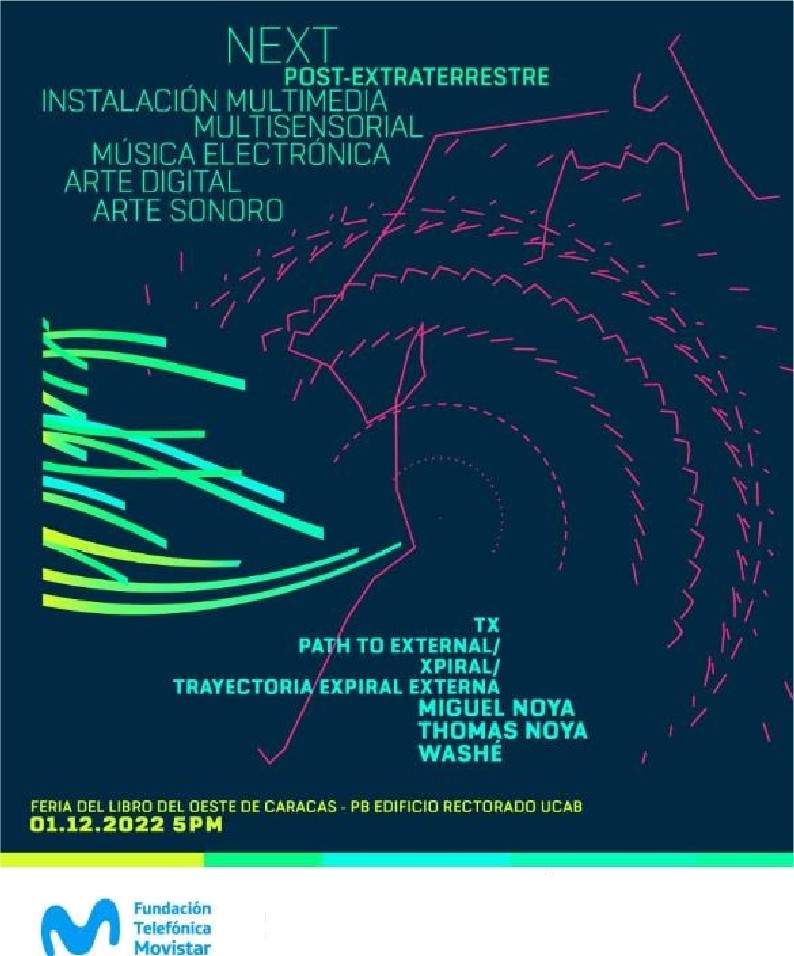 NEXT
POST-EXTRATERRESTRE
INSTALACIÓN MULTIMEDIA
MULTISENSORIAL
MÚSICA ELECTRÓNICA
ARTE DIGITAL
ARTE SONORO
TX
PATH TO EXTERNAL/
XPIRAL/
TRAYECTORIA EXPIRAL EXTERNA
MIGUEL NOYA
THOMAS NOYA
WASHÉ
FERIA DEL LIBRO DEL OESTE DE CARACAS - PB EDIFICIO RECTORADO UCAB
01.12.2022 5PM
Fundación
Telefónica
Movistar